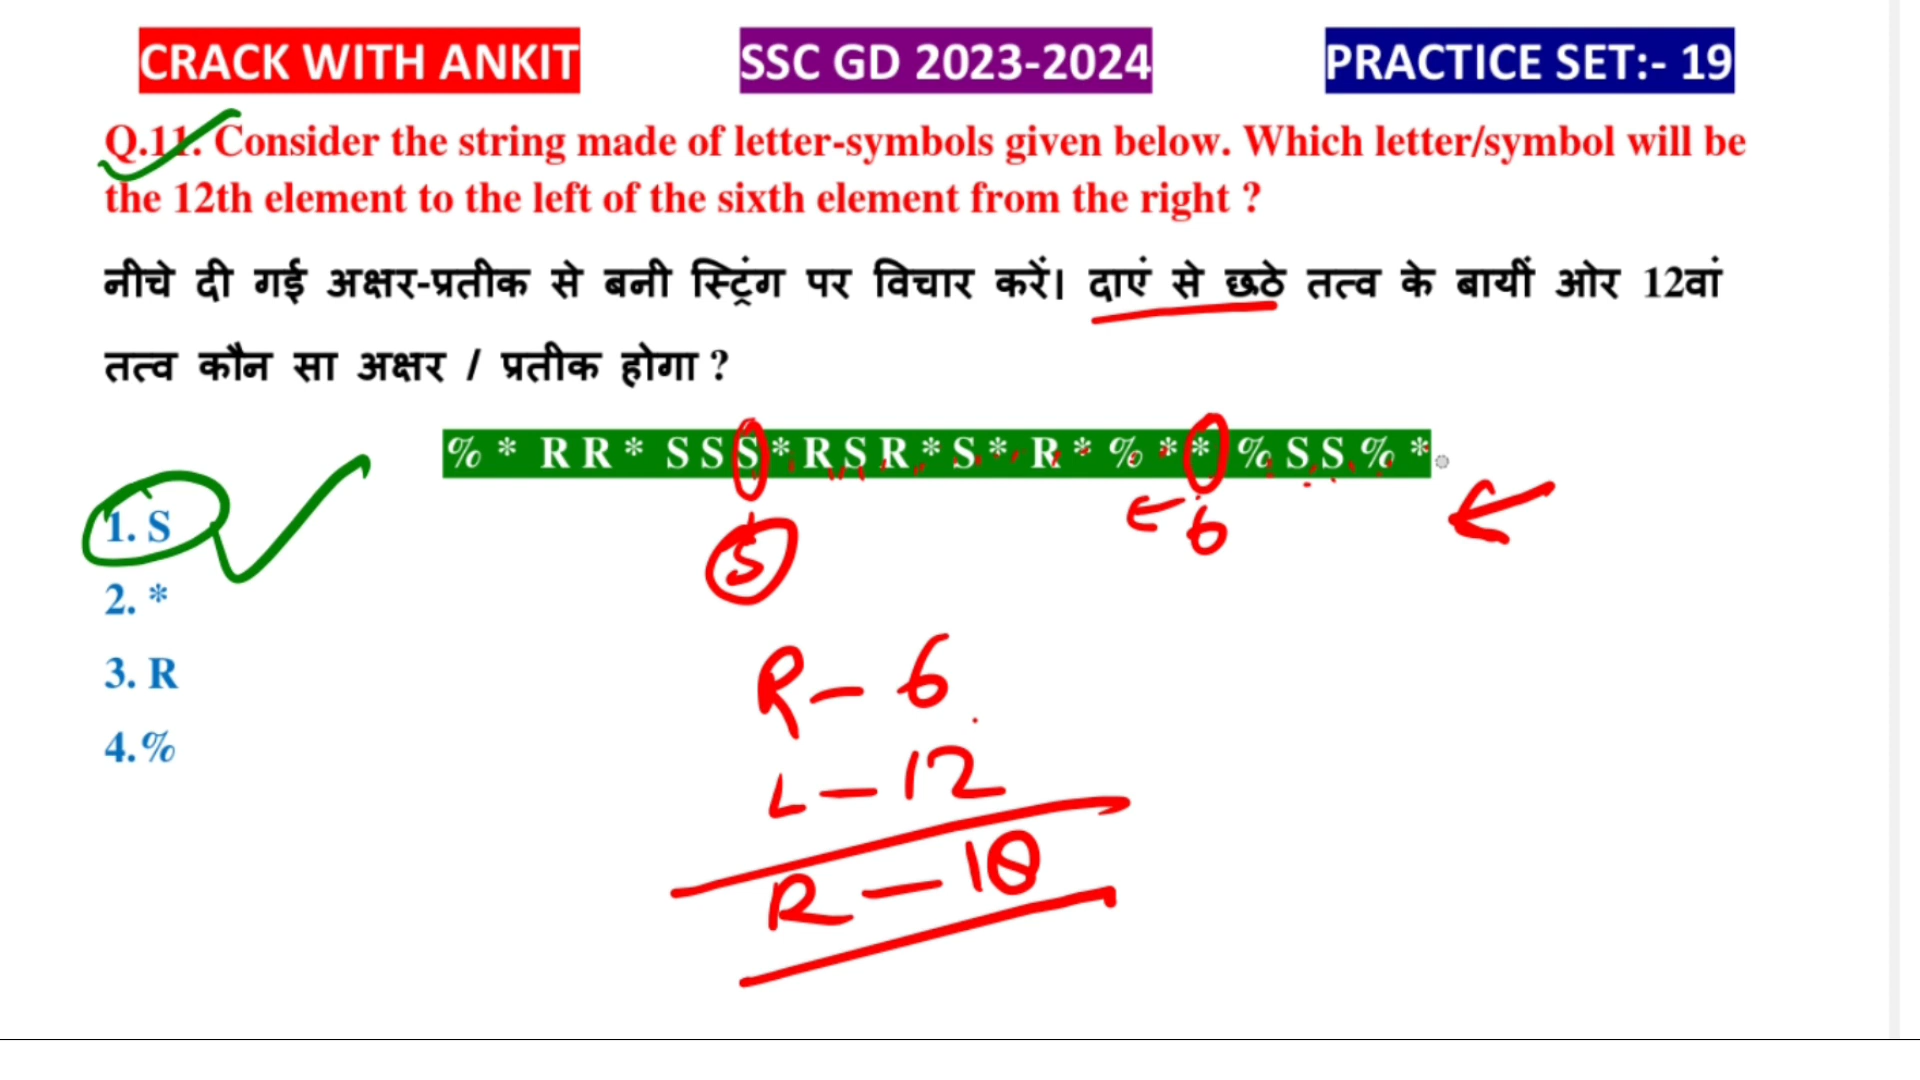 CRACK WITH ANKIT SSC GD 2023-2024 PRACTICE SET:- 19
Q.11. Consider the string made of letter-symbols given below. Which letter/symbol will be
the 12th element to the left of the sixth element from the right ?
नीचे दी गई अक्षर-प्रतीक से बनी स्ट्रिंग पर विचार करें। दाएं से छठे तत्व के बायीं ओर 12वां
तत्व कौन सा अक्षर / प्रतीक होगा ?
% * R R * S S S * R S R * S * R * % * * % S S % *
6
S
1. S
2. *
3. R
4.%
R – 6
L – 12
R – 18